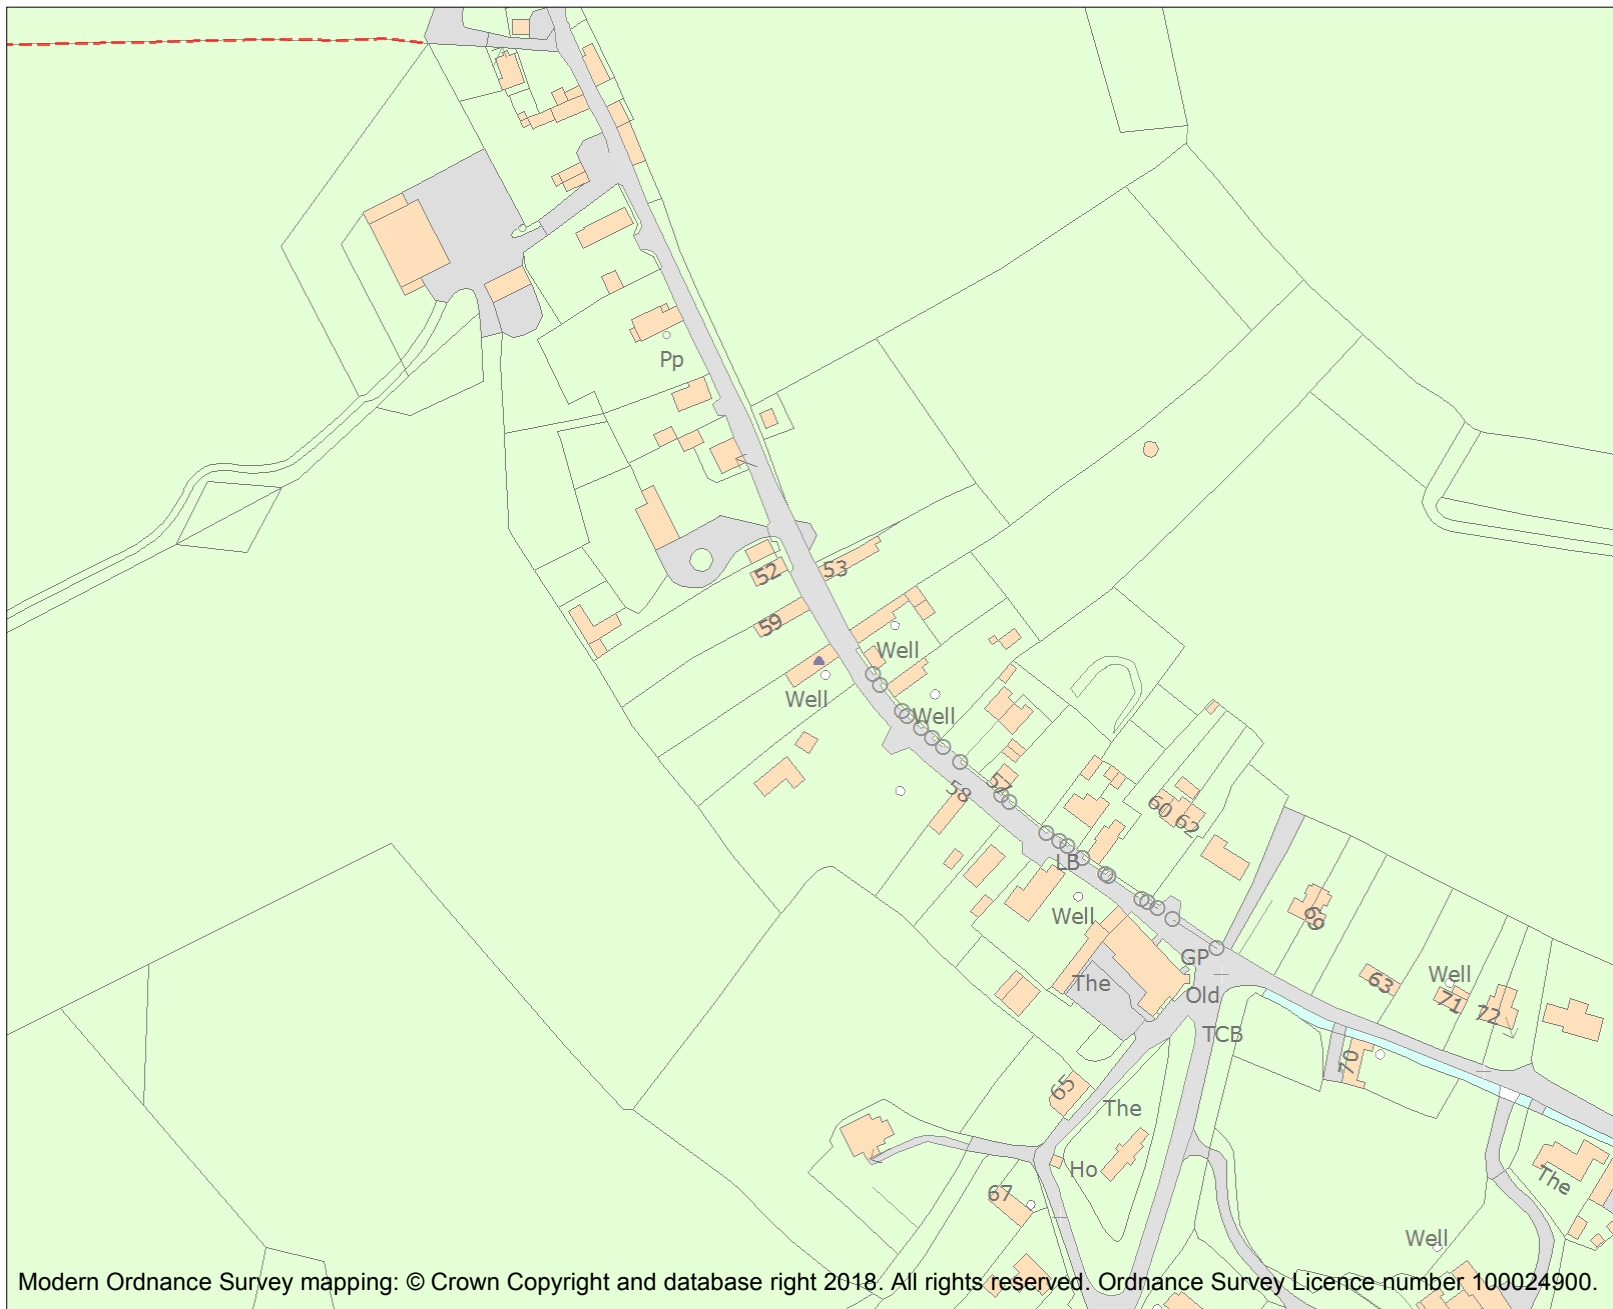 Pp
52
53
59
Well
Well
Well
57
58
60 62
LB
Well
69
GP
The
Old
63
Well
71
72
TCB
70
65
The
Ho
67
The
Well
Modern Ordnance Survey mapping: © Crown Copyright and database right 2018. All rights reserved. Ordnance Survey Licence number 100024900.